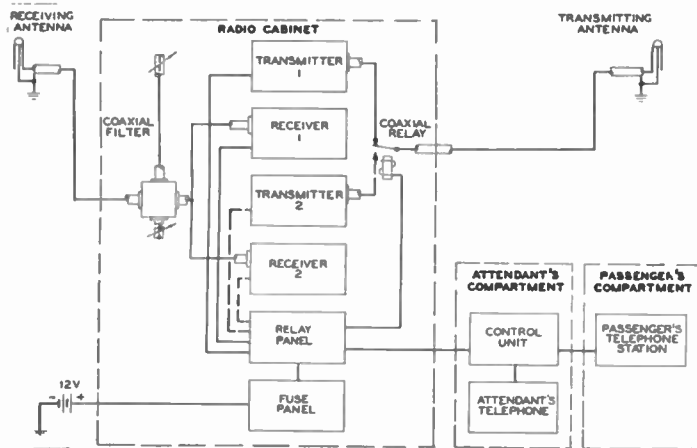 RECEIVING
ANTENNA
RADIO CABINET
TRANSMITTING
ANTENNA
TRANSMITTER
1
COAXIAL
FILTER
RECEIVER
1
COAXIAL
RELAY
TRANSMITTER
2
RECEIVER
2
ATTENDANT'S
COMPARTMENT
PASSENGER'S
COMPARTMENT
RELAY
PANEL
CONTROL
UNIT
PASSENGER'S
TELEPHONE
STATION
12V
- +
FUSE
PANEL
ATTENDANT'S
TELEPHONE